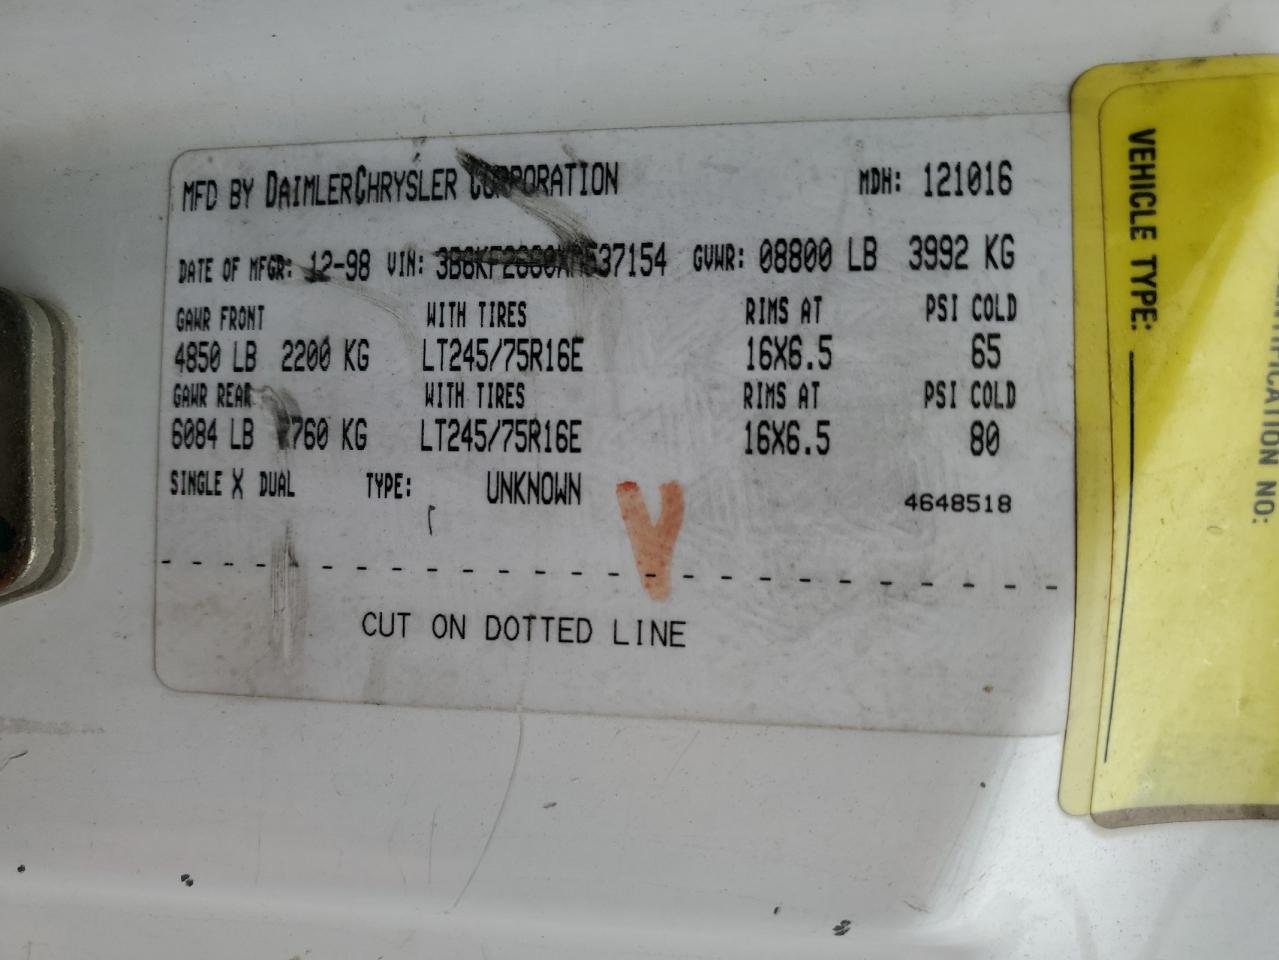 MFD BY DAIMLERCHRYSLER CORPORATION MDH: 121016
DATE OF MFGR: 12-98 VIN: GVWR: 08800 LB 3992 KG
GAWR FRONT WITH TIRES RIMS AT PSI COLD
4850 LB 2200 KG LT245/75R16E 16X6.5 65
GAWR REAR WITH TIRES RIMS AT PSI COLD
6084 LB KG LT245/75R16E 16X6.5 80
SINGLE X DUAL TYPE: UNKNOWN 4648518
CUT ON DOTTED LINE
VEHICLE TYPE:
NO: